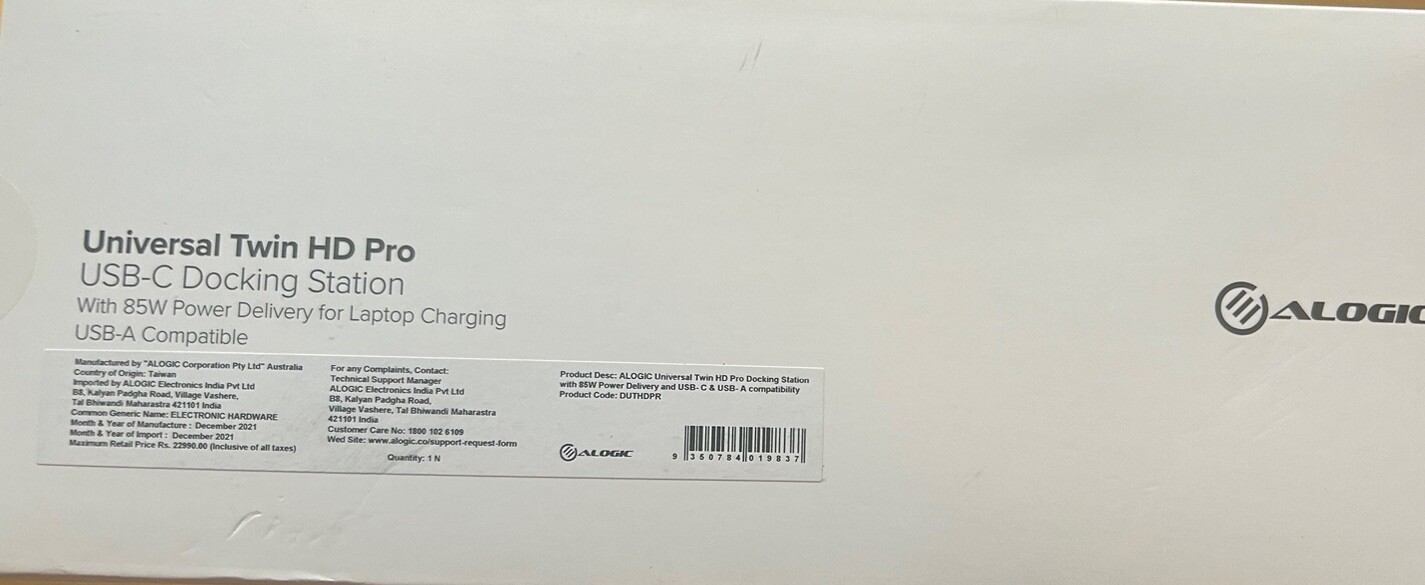 Universal Twin HD Pro
USB-C Docking Station
With 85W Power Delivery for Laptop Charging
USB-A Compatible
ALOGIC
Manufactured by "ALOGIC Corporation Pty Ltd" Australia
Country of Origin: Taiwan
Imported by ALOGIC Electronics India Pvt Ltd
B8, Kalyan Padgha Road, Village Vashere,
Tal Bhiwandi Maharastra 421101 India
Common Generic Name: ELECTRONIC HARDWARE
Month & Year of Manufacture : December 2021
Month & Year of Import : December 2021
Maximum Retail Price Rs. 22990.00 (Inclusive of all taxes)
For any Complaints, Contact:
Technical Support Manager
ALOGIC Electronics India Pvt Ltd
B8, Kalyan Padgha Road,
Village Vashere, Tal Bhiwandi Maharastra
421101 India
Customer Care No: 1800 102 6109
Wed Site: www.alogic.co/support-request-form
Quantity: 1 N
Product Desc: ALOGIC Universal Twin HD Pro Docking Station
with 85W Power Delivery and USB- C & USB- A compatibility
Product Code: DUTHDPR
ALOGIC
9 350784 019837